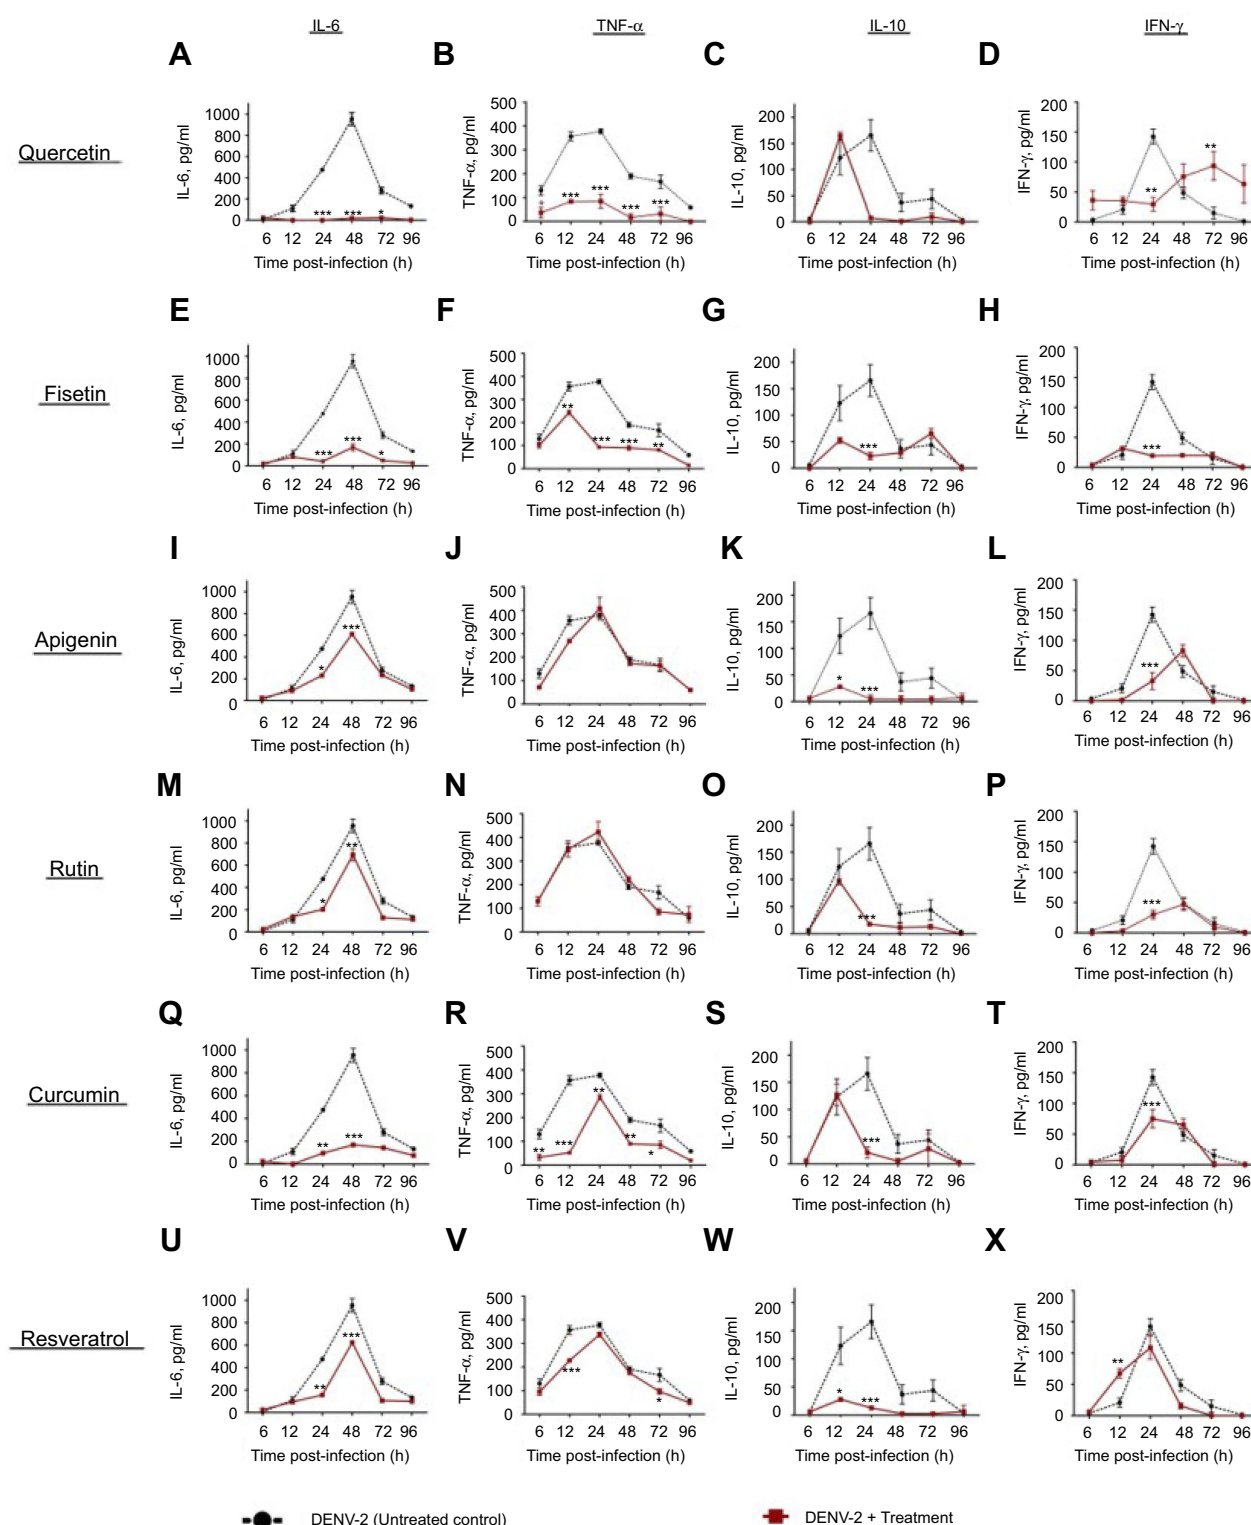 IL-6 TNF-α IL-10 IFN-γ
A B C D
Quercetin
IL-6, pg/ml
1000
800
600
400
200
0
6 12 24 48 72 96
*** *** *
Time post-infection (h)
TNF-α, pg/ml
500
400
300
200
100
0
6 12 24 48 72 96
* *** *** *** ***
Time post-infection (h)
IL-10, pg/ml
200
150
100
50
0
6 12 24 48 72 96
Time post-infection (h)
IFN-γ, pg/ml
200
150
100
50
0
6 12 24 48 72 96
** **
Time post-infection (h)
E F G H
Fisetin
IL-6, pg/ml
1000
800
600
400
200
0
6 12 24 48 72 96
*** *** *
Time post-infection (h)
TNF-α, pg/ml
500
400
300
200
100
0
6 12 24 48 72 96
** *** *** **
Time post-infection (h)
IL-10, pg/ml
200
150
100
50
0
6 12 24 48 72 96
***
Time post-infection (h)
IFN-γ, pg/ml
200
150
100
50
0
6 12 24 48 72 96
***
Time post-infection (h)
I J K L
Apigenin
IL-6, pg/ml
1000
800
600
400
200
0
6 12 24 48 72 96
* ***
Time post-infection (h)
TNF-α, pg/ml
500
400
300
200
100
0
6 12 24 48 72 96
Time post-infection (h)
IL-10, pg/ml
200
150
100
50
0
6 12 24 48 72 96
* ***
Time post-infection (h)
IFN-γ, pg/ml
200
150
100
50
0
6 12 24 48 72 96
***
Time post-infection (h)
M N O P
Rutin
IL-6, pg/ml
1000
800
600
400
200
0
6 12 24 48 72 96
* **
Time post-infection (h)
TNF-α, pg/ml
500
400
300
200
100
0
6 12 24 48 72 96
Time post-infection (h)
IL-10, pg/ml
200
150
100
50
0
6 12 24 48 72 96
***
Time post-infection (h)
IFN-γ, pg/ml
200
150
100
50
0
6 12 24 48 72 96
***
Time post-infection (h)
Q R S T
Curcumin
IL-6, pg/ml
1000
800
600
400
200
0
6 12 24 48 72 96
** ***
Time post-infection (h)
TNF-α, pg/ml
500
400
300
200
100
0
6 12 24 48 72 96
** *** ** ** *
Time post-infection (h)
IL-10, pg/ml
200
150
100
50
0
6 12 24 48 72 96
***
Time post-infection (h)
IFN-γ, pg/ml
200
150
100
50
0
6 12 24 48 72 96
***
Time post-infection (h)
U V W X
Resveratrol
IL-6, pg/ml
1000
800
600
400
200
0
6 12 24 48 72 96
** ***
Time post-infection (h)
TNF-α, pg/ml
500
400
300
200
100
0
6 12 24 48 72 96
*** *
Time post-infection (h)
IL-10, pg/ml
200
150
100
50
0
6 12 24 48 72 96
* ***
Time post-infection (h)
IFN-γ, pg/ml
200
150
100
50
0
6 12 24 48 72 96
**
Time post-infection (h)
DENV-2 (Untreated control) DENV-2 + Treatment